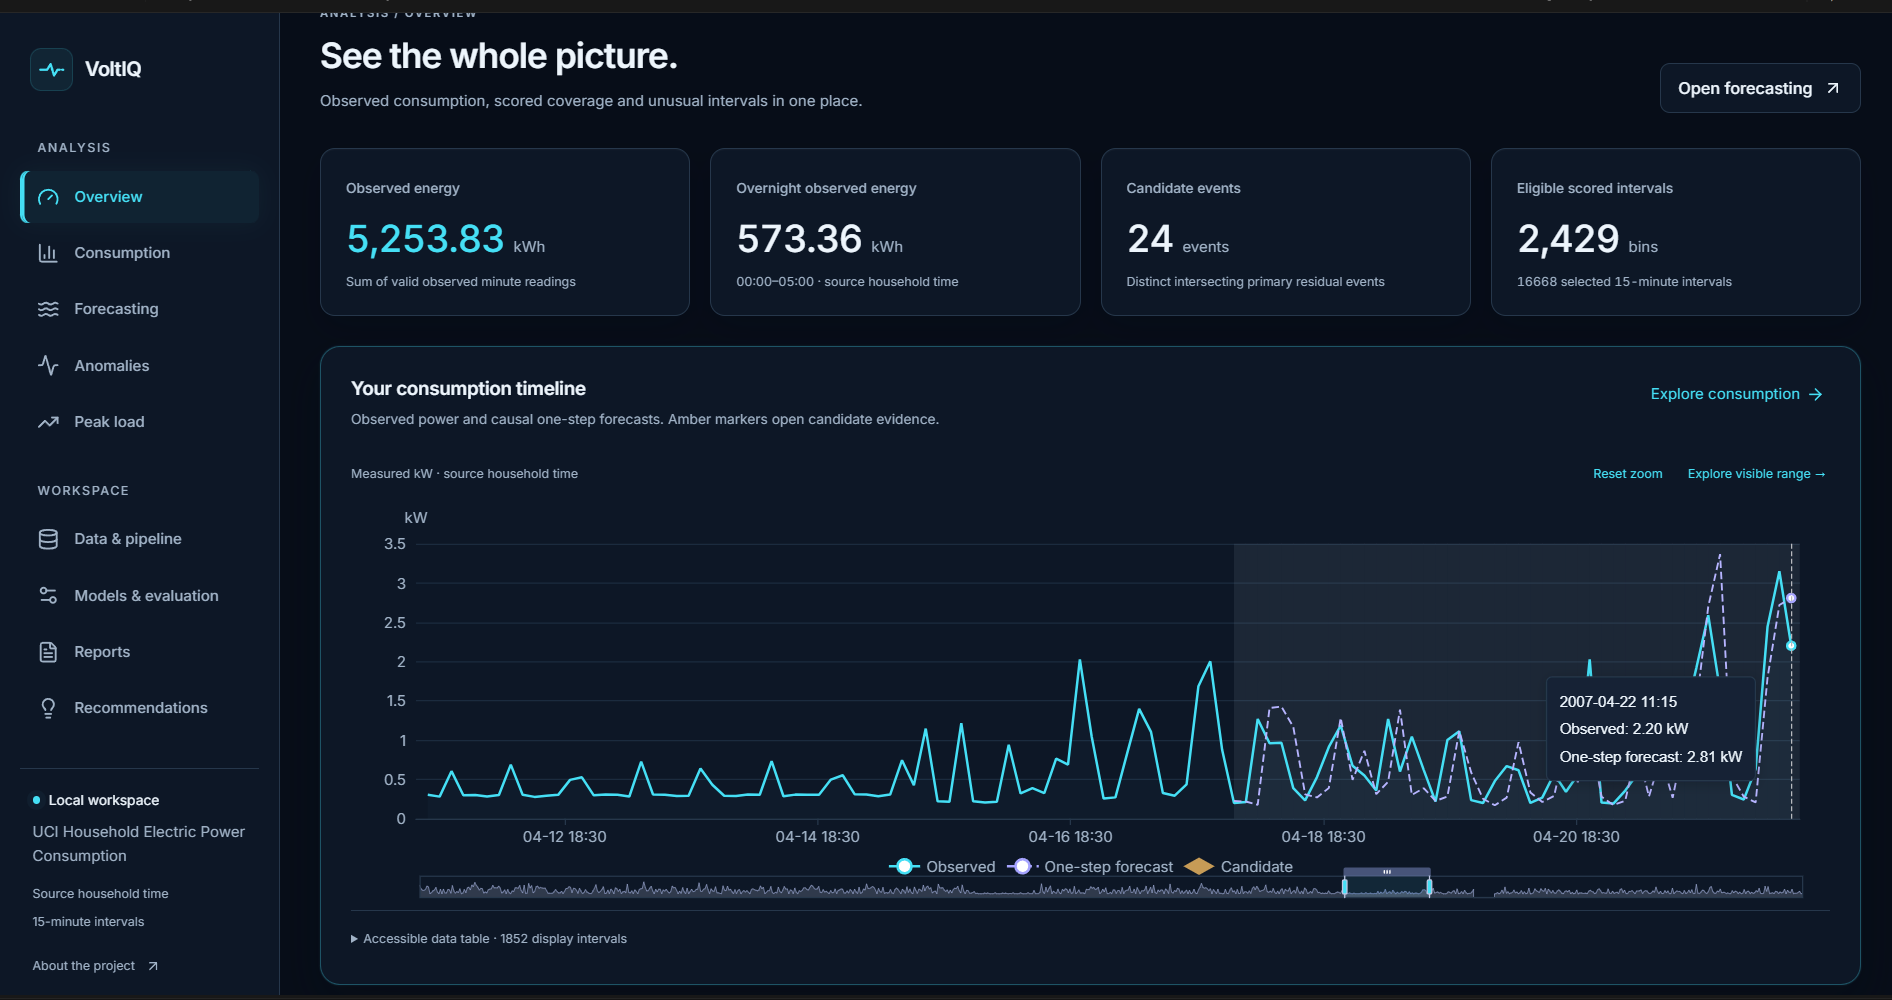 ANALYSIS / OVERVIEW
VoltIQ
See the whole picture.
Observed consumption, scored coverage and unusual intervals in one place.
Open forecasting
ANALYSIS
Overview
Consumption
Forecasting
Anomalies
Peak load
WORKSPACE
Data & pipeline
Models & evaluation
Reports
Recommendations
Local workspace
UCI Household Electric Power
Consumption
Source household time
15-minute intervals
About the project
Observed energy
5,253.83 kWh
Sum of valid observed minute readings
Overnight observed energy
573.36 kWh
00:00–05:00 · source household time
Candidate events
24 events
Distinct intersecting primary residual events
Eligible scored intervals
2,429 bins
16668 selected 15-minute intervals
Your consumption timeline
Observed power and causal one-step forecasts. Amber markers open candidate evidence.
Explore consumption →
Measured kW · source household time
Reset zoom
Explore visible range →
kW
3.5
3
2.5
2
1.5
1
0.5
0
2007-04-22 11:15
Observed: 2.20 kW
One-step forecast: 2.81 kW
04-12 18:30
04-14 18:30
04-16 18:30
04-18 18:30
04-20 18:30
Observed
One-step forecast
Candidate
Accessible data table · 1852 display intervals